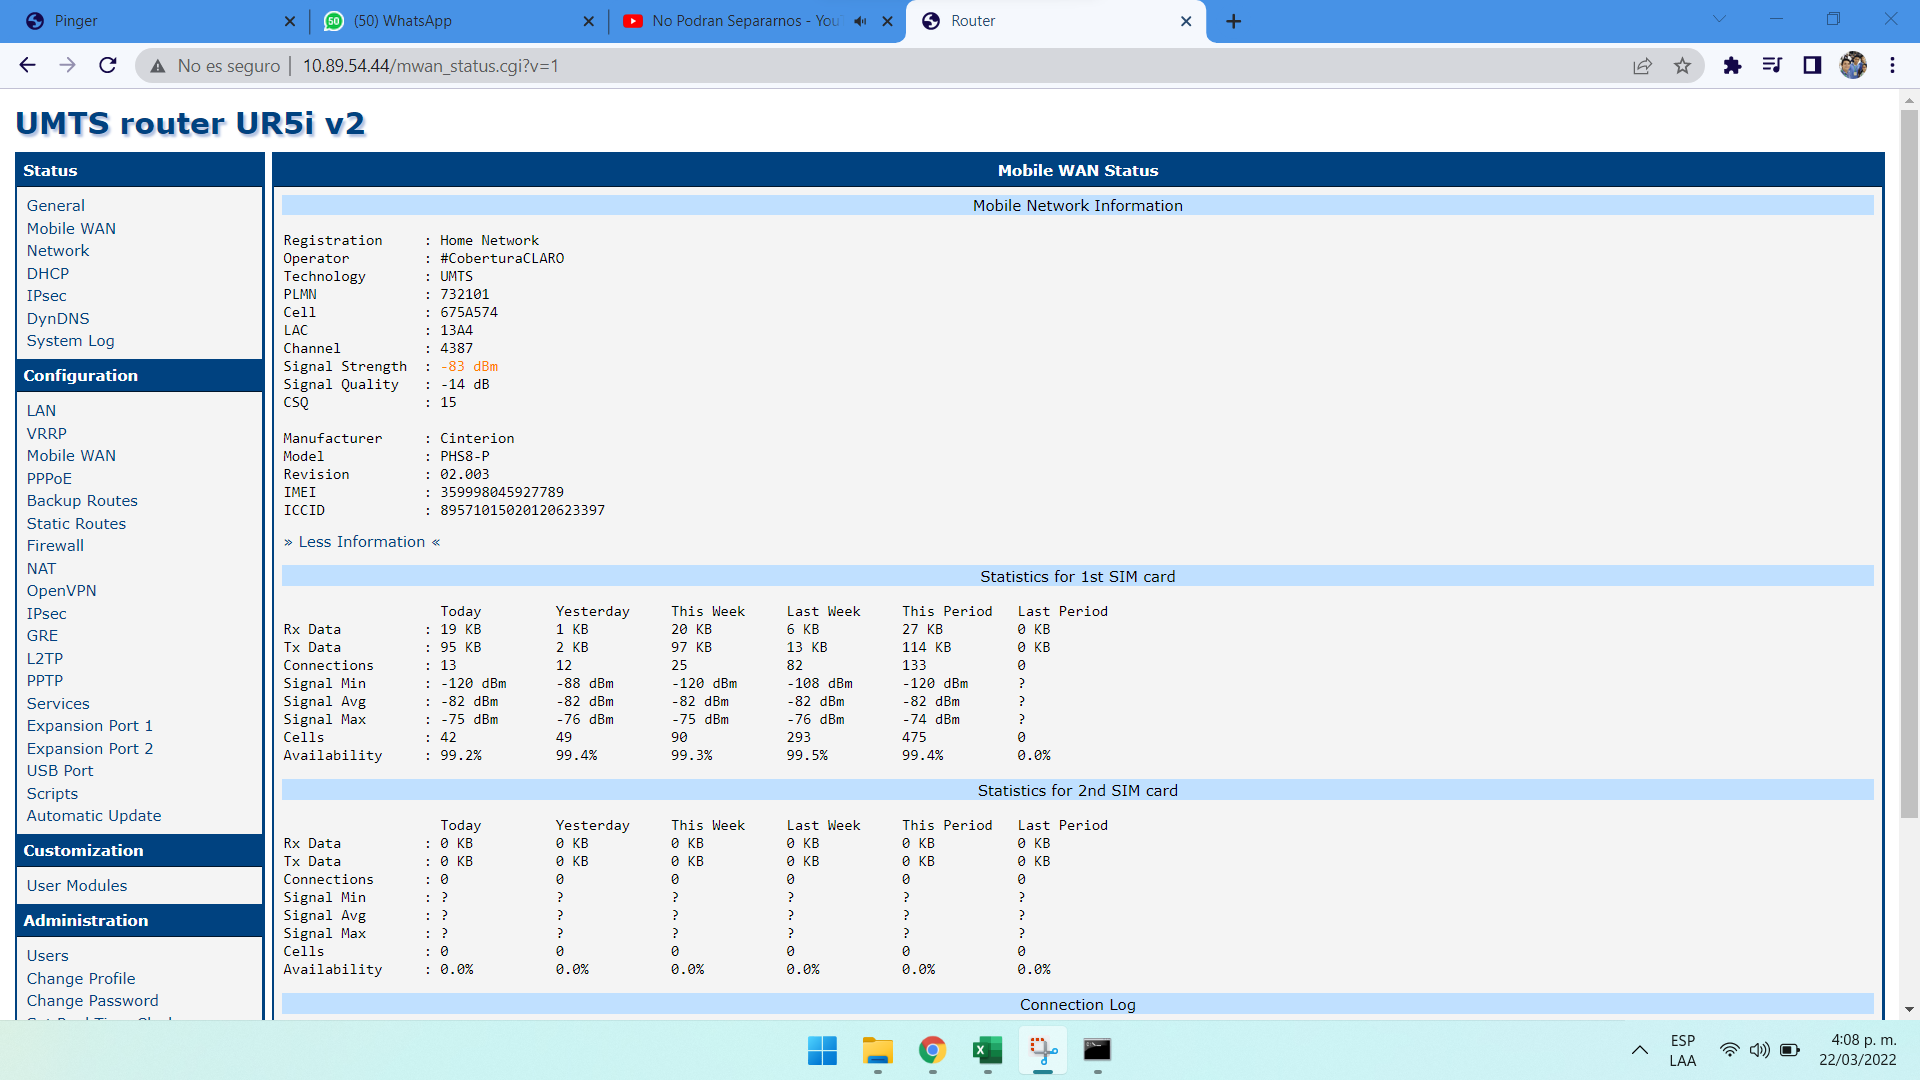 Pinger
(50) WhatsApp
No Podran Separarnos - You
Router
No es seguro
10.89.54.44/mwan_status.cgi?v=1
UMTS router UR5i v2
Status
General
Mobile WAN
Network
DHCP
IPsec
DynDNS
System Log
Configuration
LAN
VRRP
Mobile WAN
PPPoE
Backup Routes
Static Routes
Firewall
NAT
OpenVPN
IPsec
GRE
L2TP
PPTP
Services
Expansion Port 1
Expansion Port 2
USB Port
Scripts
Automatic Update
Customization
User Modules
Administration
Users
Change Profile
Change Password
Mobile WAN Status
Mobile Network Information
Registration : Home Network
Operator : #CoberturaCLARO
Technology : UMTS
PLMN : 732101
Cell : 675A574
LAC : 13A4
Channel : 4387
Signal Strength : -83 dBm
Signal Quality : -14 dB
CSQ : 15
Manufacturer : Cinterion
Model : PHS8-P
Revision : 02.003
IMEI : 359998045927789
ICCID : 89571015020120623397
» Less Information «
Statistics for 1st SIM card
Today Yesterday This Week Last Week This Period Last Period
Rx Data : 19 KB 1 KB 20 KB 6 KB 27 KB 0 KB
Tx Data : 95 KB 2 KB 97 KB 13 KB 114 KB 0 KB
Connections : 13 12 25 82 133 0
Signal Min : -120 dBm -88 dBm -120 dBm -108 dBm -120 dBm ?
Signal Avg : -82 dBm -82 dBm -82 dBm -82 dBm -82 dBm ?
Signal Max : -75 dBm -76 dBm -75 dBm -76 dBm -74 dBm ?
Cells : 42 49 90 293 475 0
Availability : 99.2% 99.4% 99.3% 99.5% 99.4% 0.0%
Statistics for 2nd SIM card
Today Yesterday This Week Last Week This Period Last Period
Rx Data : 0 KB 0 KB 0 KB 0 KB 0 KB 0 KB
Tx Data : 0 KB 0 KB 0 KB 0 KB 0 KB 0 KB
Connections : 0 0 0 0 0 0
Signal Min : ? ? ? ? ? ?
Signal Avg : ? ? ? ? ? ?
Signal Max : ? ? ? ? ? ?
Cells : 0 0 0 0 0 0
Availability : 0.0% 0.0% 0.0% 0.0% 0.0% 0.0%
Connection Log
ESP
LAA
4:08 p. m.
22/03/2022